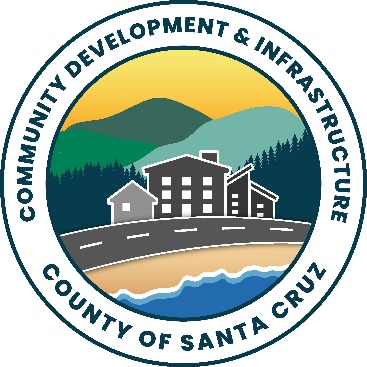 COMMUNITY DEVELOPMENT & INFRASTRUCTURE
COUNTY OF SANTA CRUZ